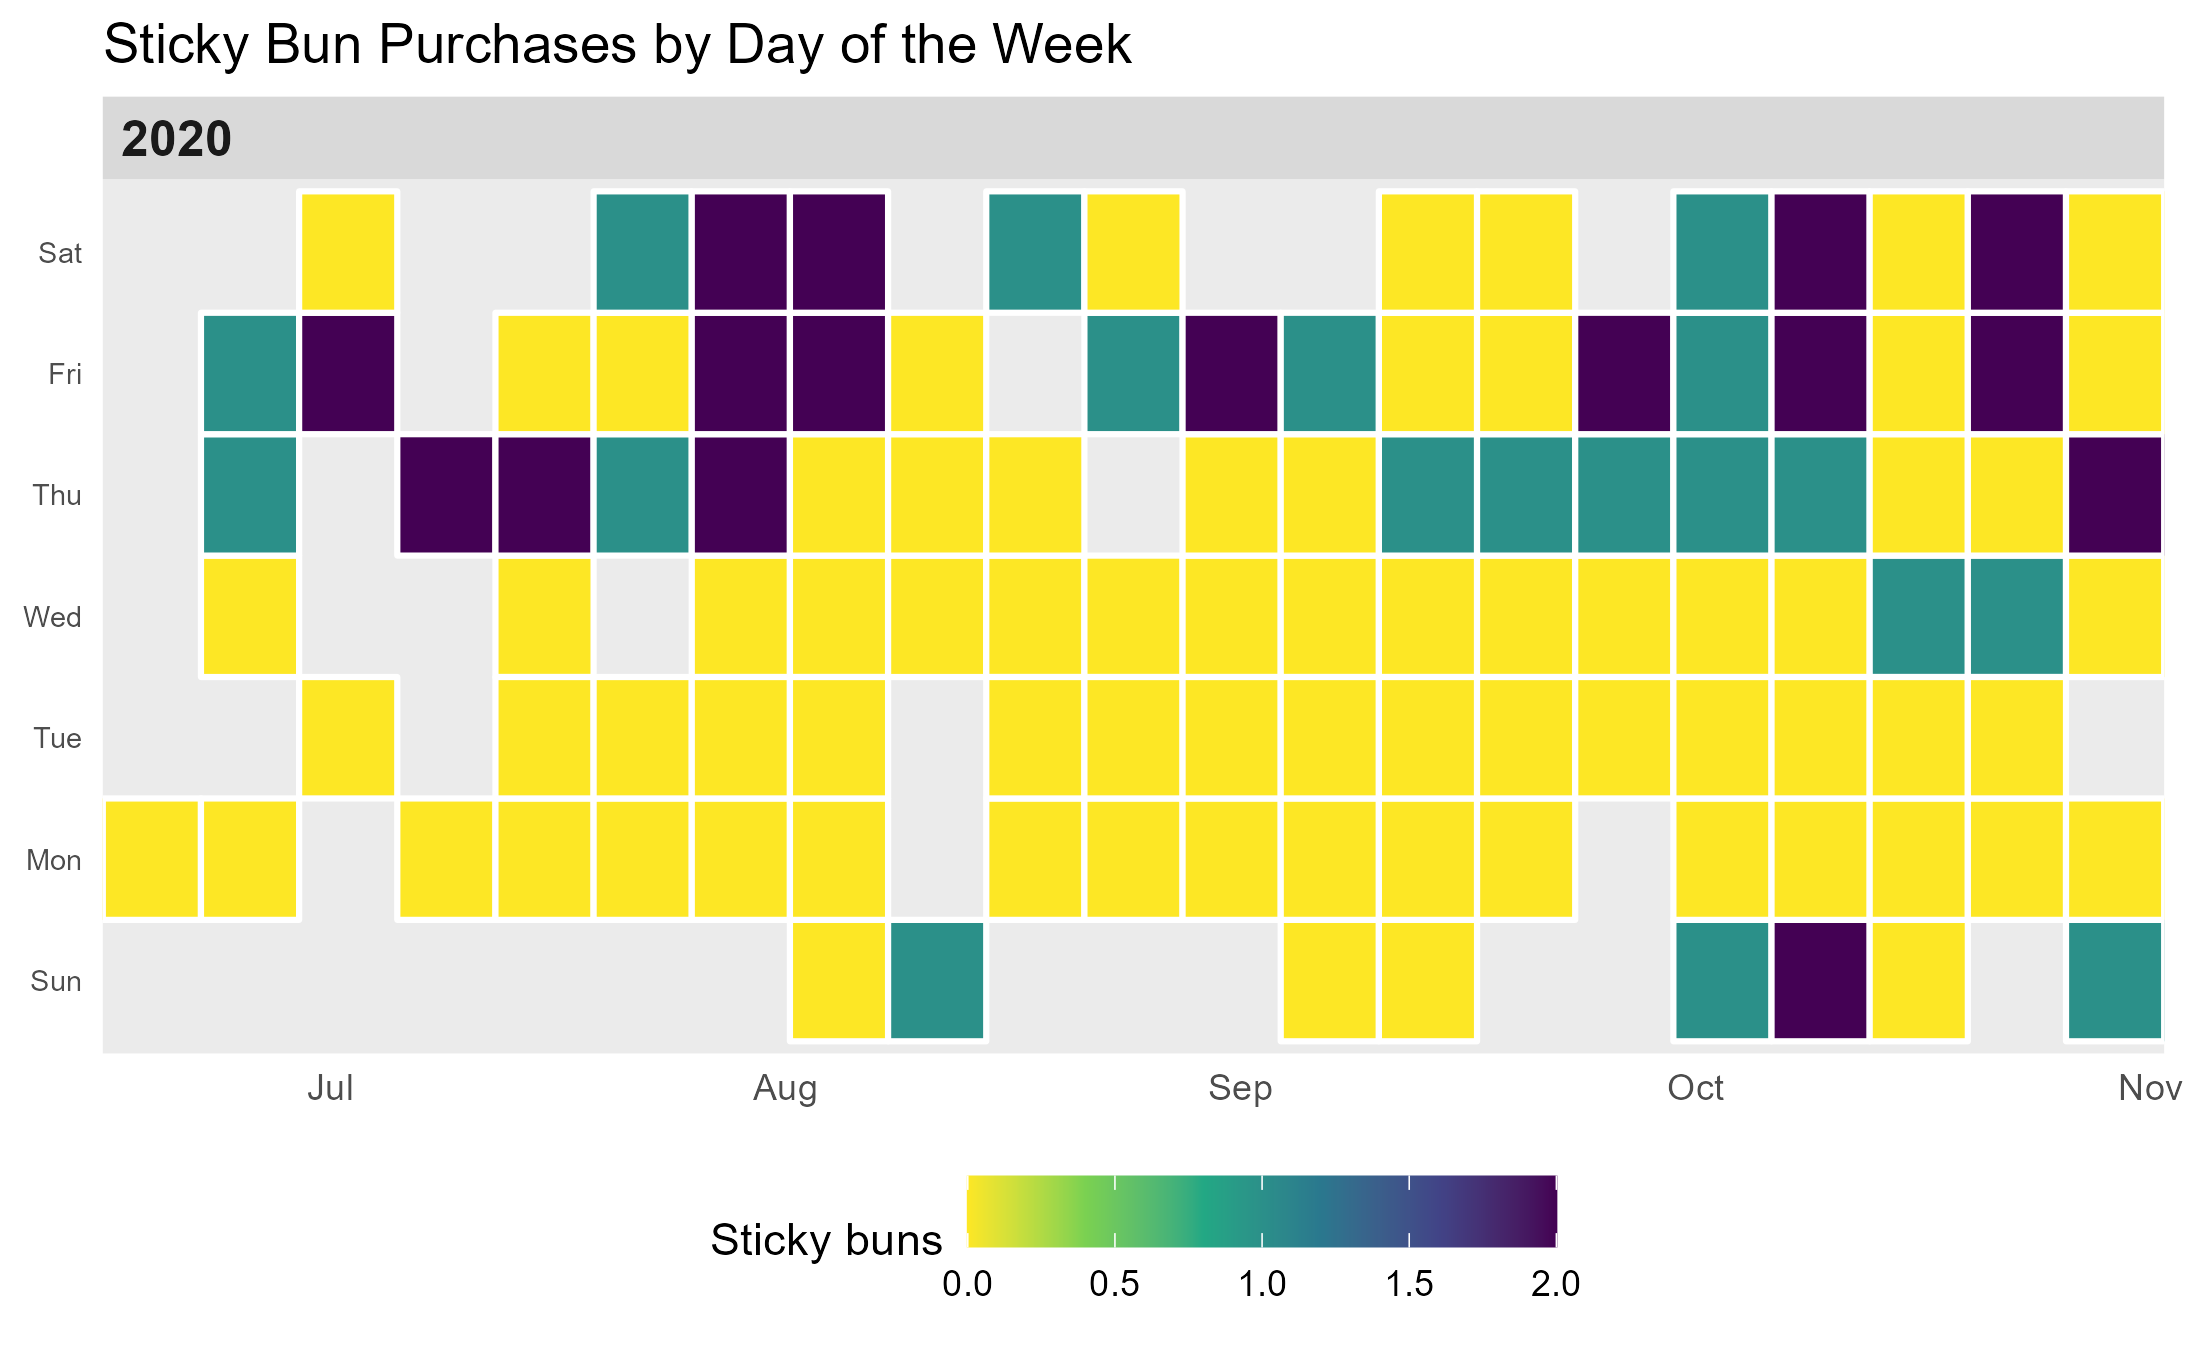 Sticky Bun Purchases by Day of the Week
2020
Sat
Fri
Thu
Wed
Tue
Mon
Sun
Jul Aug Sep Oct Nov
Sticky buns
0.0 0.5 1.0 1.5 2.0